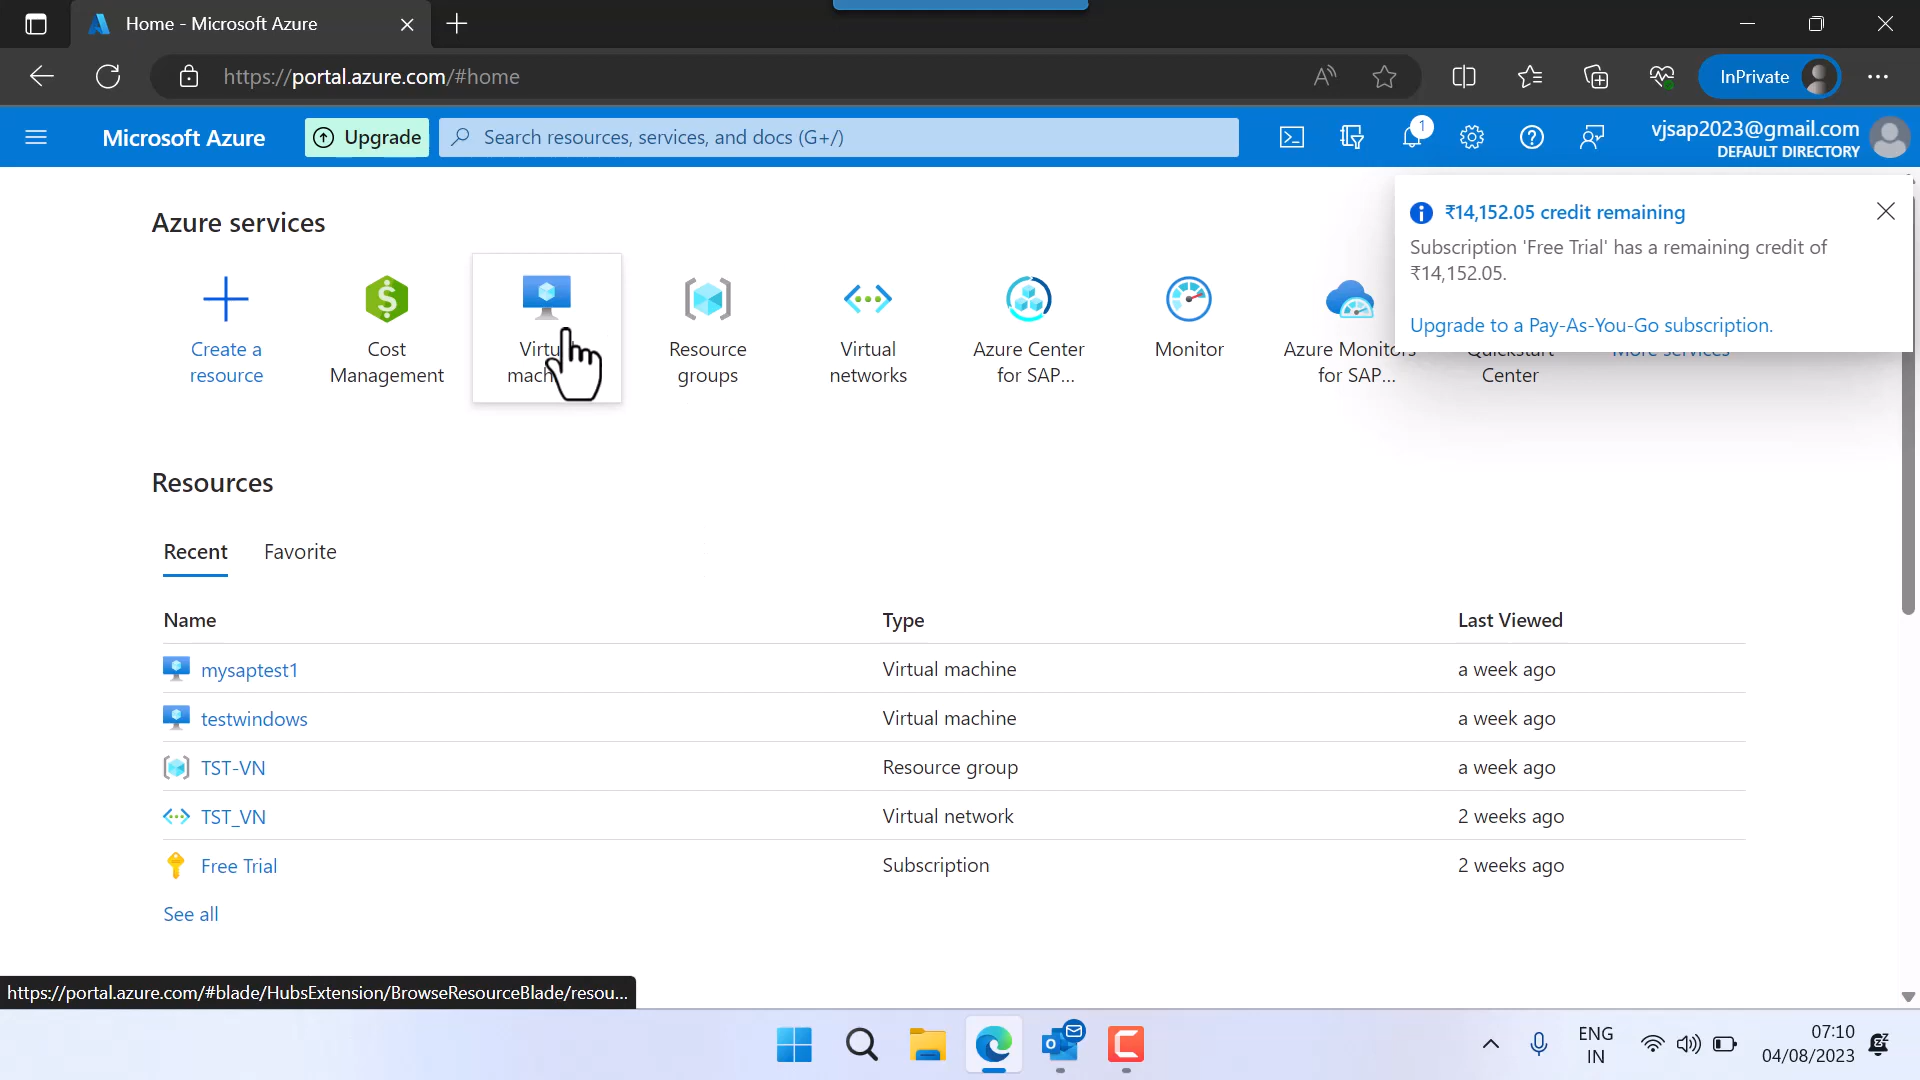 Home - Microsoft Azure
https://portal.azure.com/#home
InPrivate
Microsoft Azure
Upgrade
Search resources, services, and docs (G+/)
1
vjsap2023@gmail.com
DEFAULT DIRECTORY
Azure services
₹14,152.05 credit remaining
Subscription 'Free Trial' has a remaining credit of
₹14,152.05.
Upgrade to a Pay-As-You-Go subscription.
Create a
resource
Cost
Management
Resource
groups
Virtual
networks
Azure Center
for SAP...
Monitor
Azure Monitors
for SAP...
Quickstart
Center
More services
Resources
Recent
Favorite
Name
Type
Last Viewed
mysaptest1
Virtual machine
a week ago
testwindows
Virtual machine
a week ago
TST-VN
Resource group
a week ago
TST_VN
Virtual network
2 weeks ago
Free Trial
Subscription
2 weeks ago
See all
https://portal.azure.com/#blade/HubsExtension/BrowseResourceBlade/resou...
ENG
IN
07:10
04/08/2023